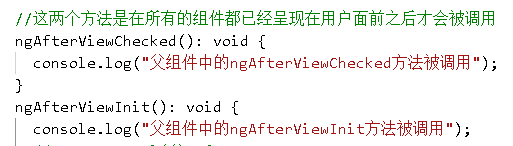 //这两个方法是在所有的组件都已经呈现在用户面前之后才会被调用
ngAfterViewChecked(): void {
console.log("父组件中的ngAfterViewChecked方法被调用");
}
ngAfterViewInit(): void {
console.log("父组件中的ngAfterViewInit方法被调用");